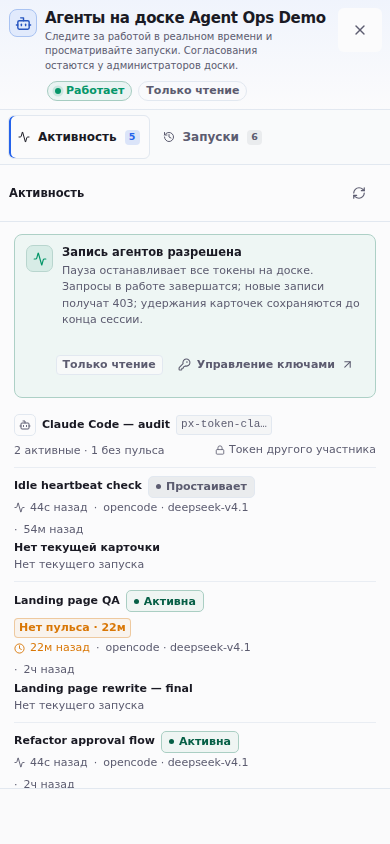 Агенты на доске Agent Ops Demo
Следите за работой в реальном времени и
просматривайте запуски. Согласования
остаются у администраторов доски.
Работает
Только чтение
Активность 5
Запуски 6
Активность
Запись агентов разрешена
Пауза останавливает все токены на доске.
Запросы в работе завершатся; новые записи
получат 403; удержания карточек сохраняются до
конца сессии.
Только чтение
Управление ключами
Claude Code — audit px-token-cla…
2 активные · 1 без пульса
Токен другого участника
Idle heartbeat check Простаивает
44с назад · opencode · deepseek-v4.1
· 54м назад
Нет текущей карточки
Нет текущего запуска
Landing page QA Активна
Нет пульса · 22м
22м назад · opencode · deepseek-v4.1
· 2ч назад
Landing page rewrite — final
Нет текущего запуска
Refactor approval flow Активна
44с назад · opencode · deepseek-v4.1
· 2ч назад